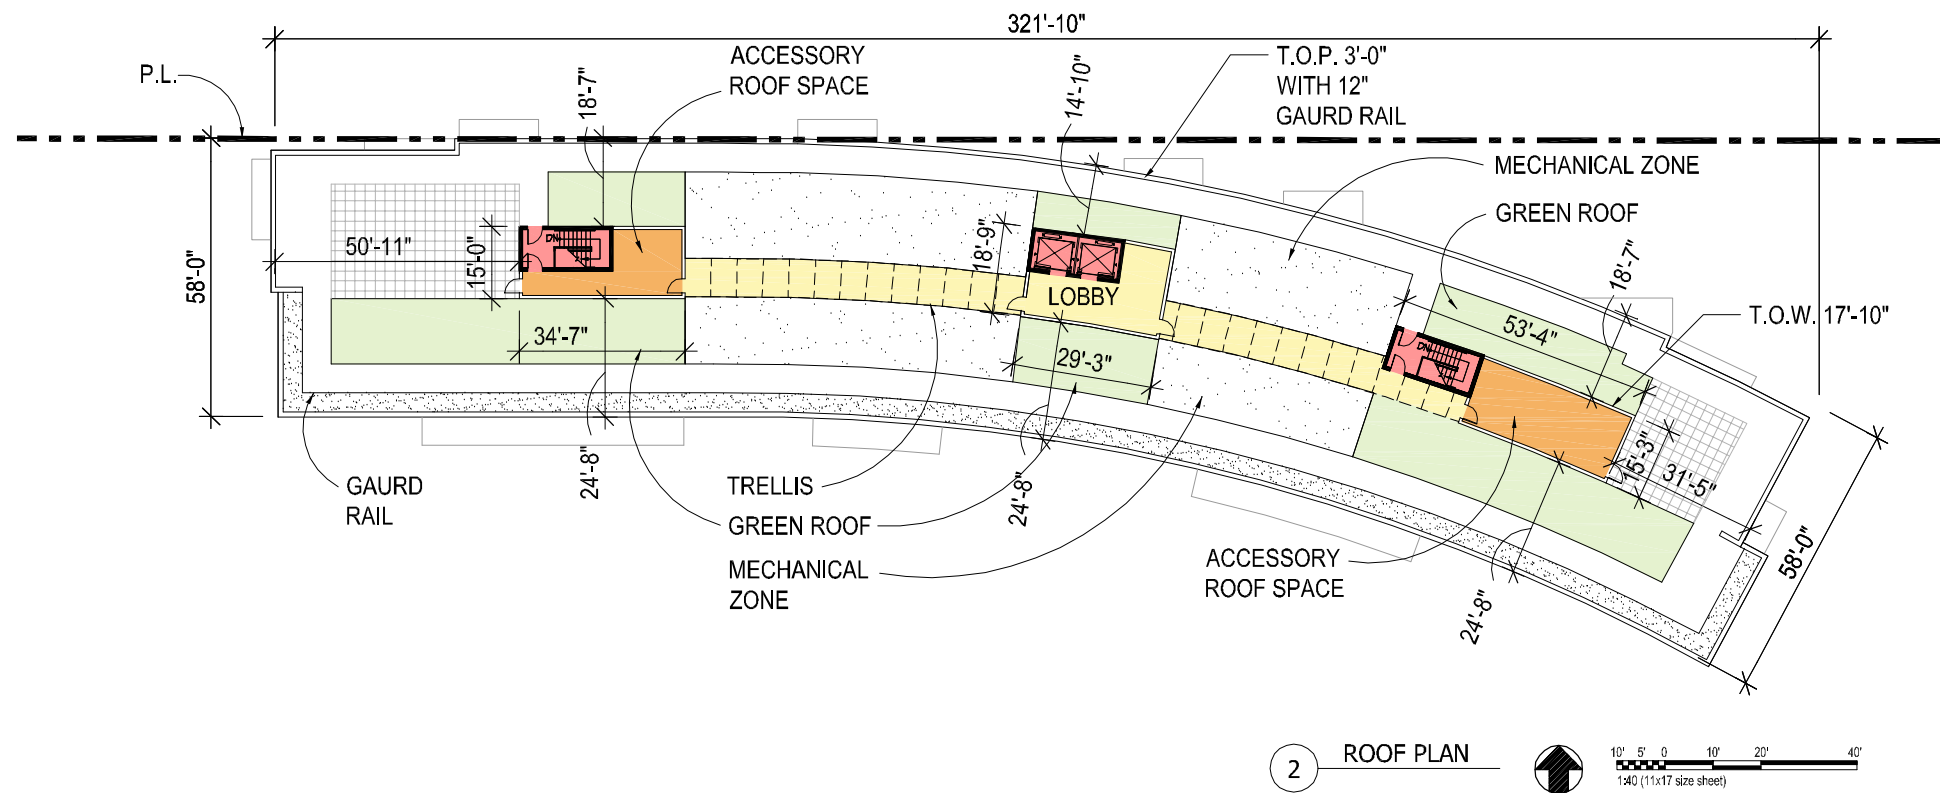 321'-10"
P.L.
ACCESSORY
ROOF SPACE
18'-7"
14'-10"
T.O.P. 3'-0"
WITH 12"
GAURD RAIL
MECHANICAL ZONE
GREEN ROOF
58'-0"
50'-11"
15'-0"
DN
18'-9"
LOBBY
18'-7"
53'-4"
T.O.W. 17'-10"
DN
34'-7"
29'-3"
15'-3"
31'-5"
24'-8"
24'-8"
24'-8"
58'-0"
GAURD
RAIL
TRELLIS
GREEN ROOF
MECHANICAL
ZONE
ACCESSORY
ROOF SPACE
2
ROOF PLAN
10' 5' 0 10' 20' 40'
1:40 (11x17 size sheet)